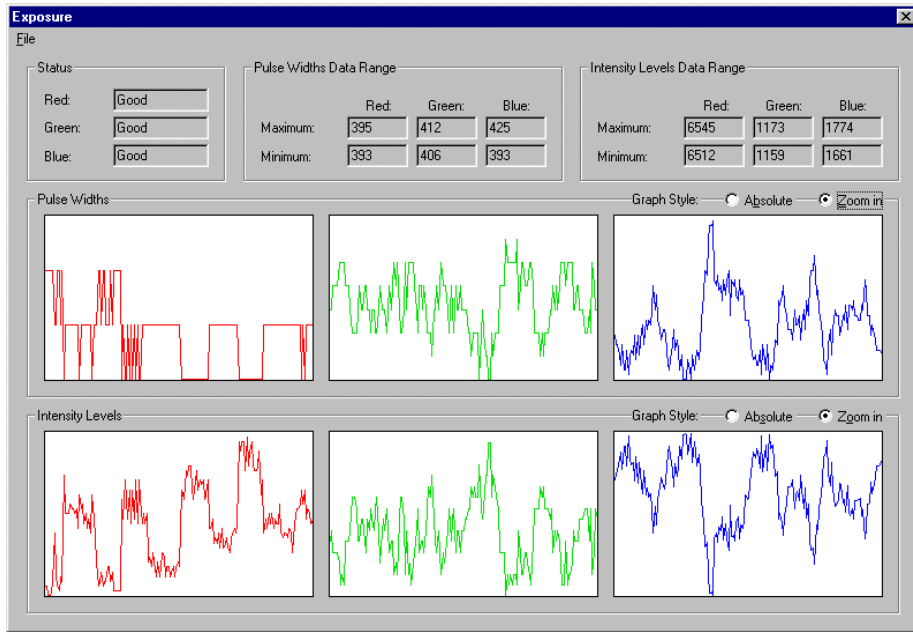 Exposure
File
Status
Red: Good
Green: Good
Blue: Good
Pulse Widths Data Range
Red: Green: Blue:
Maximum: 395 412 425
Minimum: 393 406 393
Intensity Levels Data Range
Red: Green: Blue:
Maximum: 6545 1173 1774
Minimum: 6512 1159 1661
Pulse Widths Graph Style: Absolute Zoom in
Intensity Levels Graph Style: Absolute Zoom in